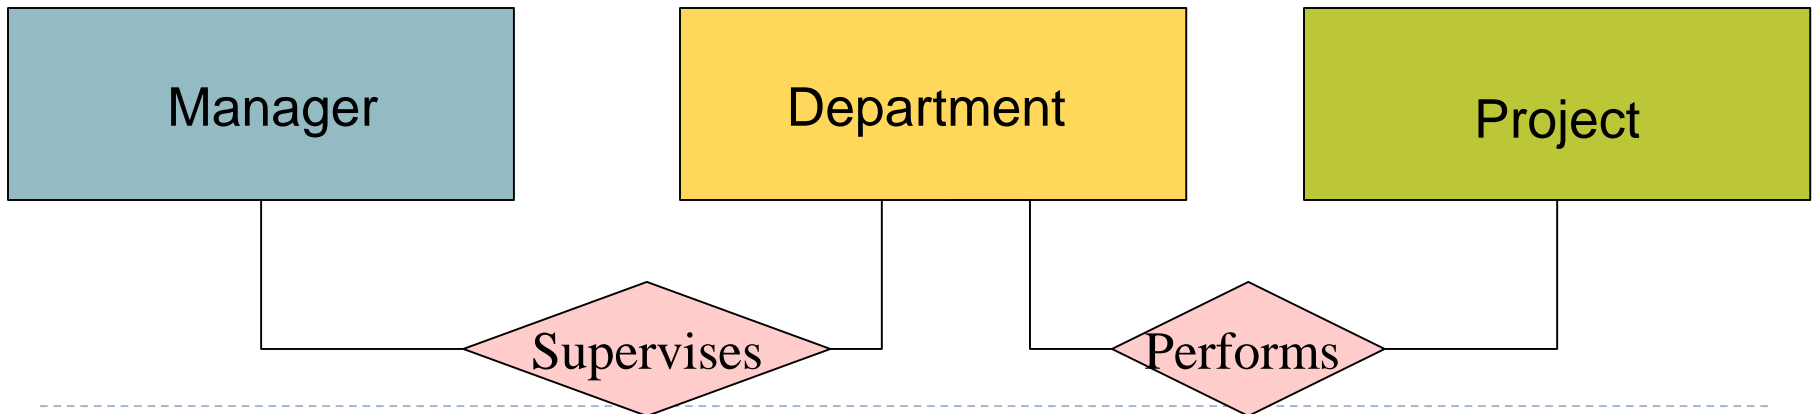 Manager
Department
Project
Supervises
Performs